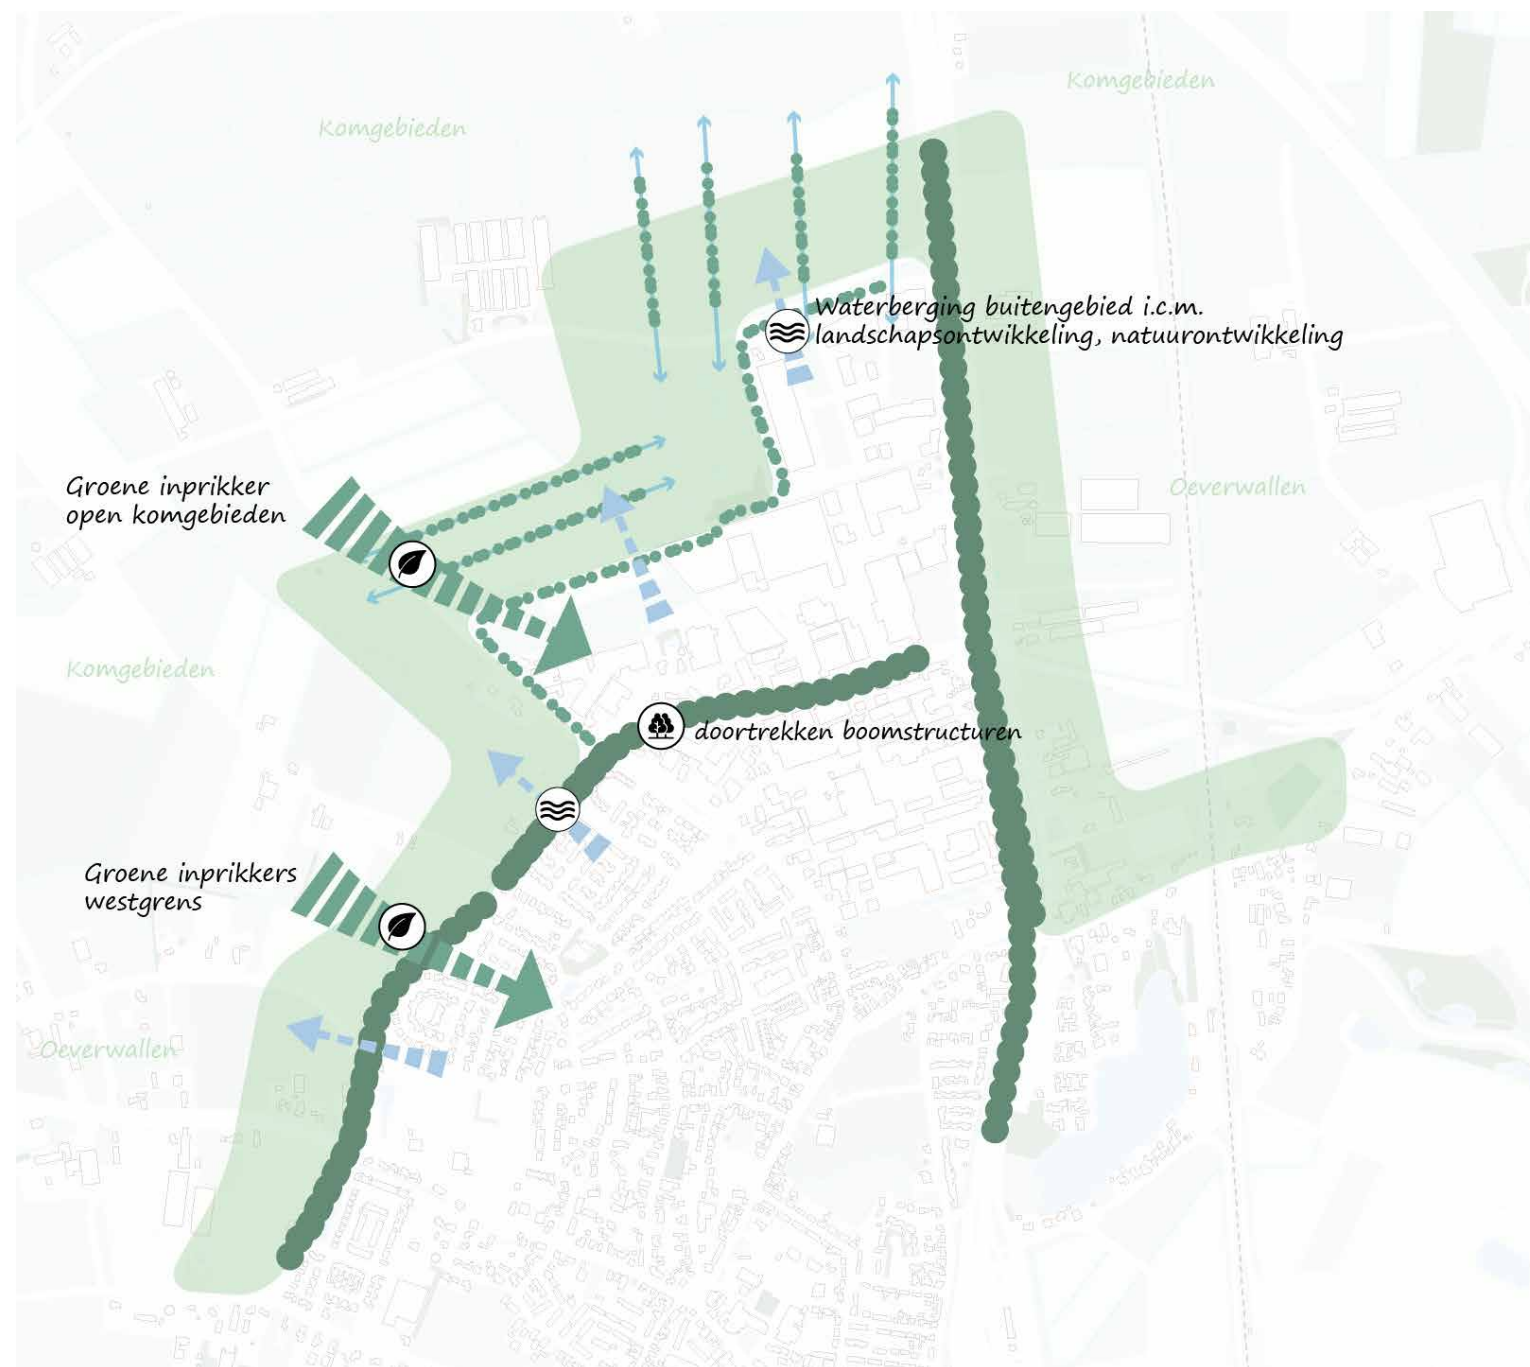 Komgebieden
Komgebieden
Waterberging buitengebied i.c.m.
landschapsontwikkeling, natuurontwikkeling
Groene inprikker
open komgebieden
Oeverwallen
Komgebieden
doortrekken boomstructuren
Groene inprikkers
westgrens
Oeverwallen